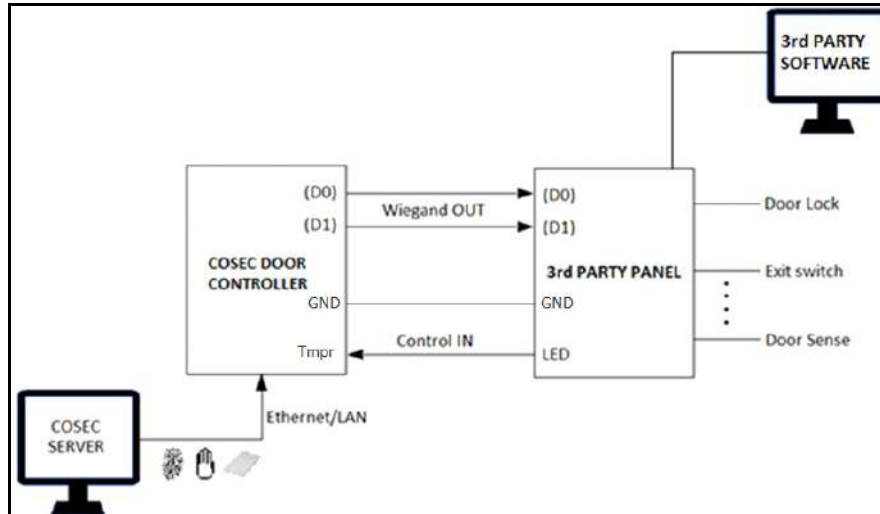 3rd PARTY
SOFTWARE
(D0)
(D1)
COSEC DOOR
CONTROLLER
GND
Tmpr
Wiegand OUT
Control IN
(D0)
(D1)
3rd PARTY PANEL
GND
LED
Door Lock
Exit switch
Door Sense
Ethernet/LAN
COSEC
SERVER